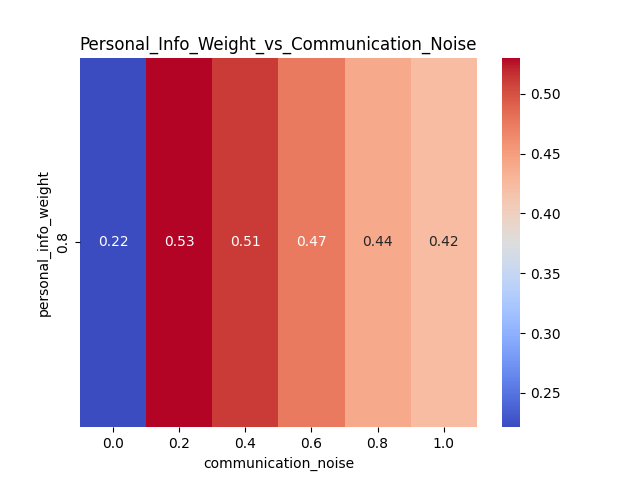 Personal_Info_Weight_vs_Communication_Noise
personal_info_weight
0.8
0.22 0.53 0.51 0.47 0.44 0.42
0.0 0.2 0.4 0.6 0.8 1.0
communication_noise
0.50
0.45
0.40
0.35
0.30
0.25